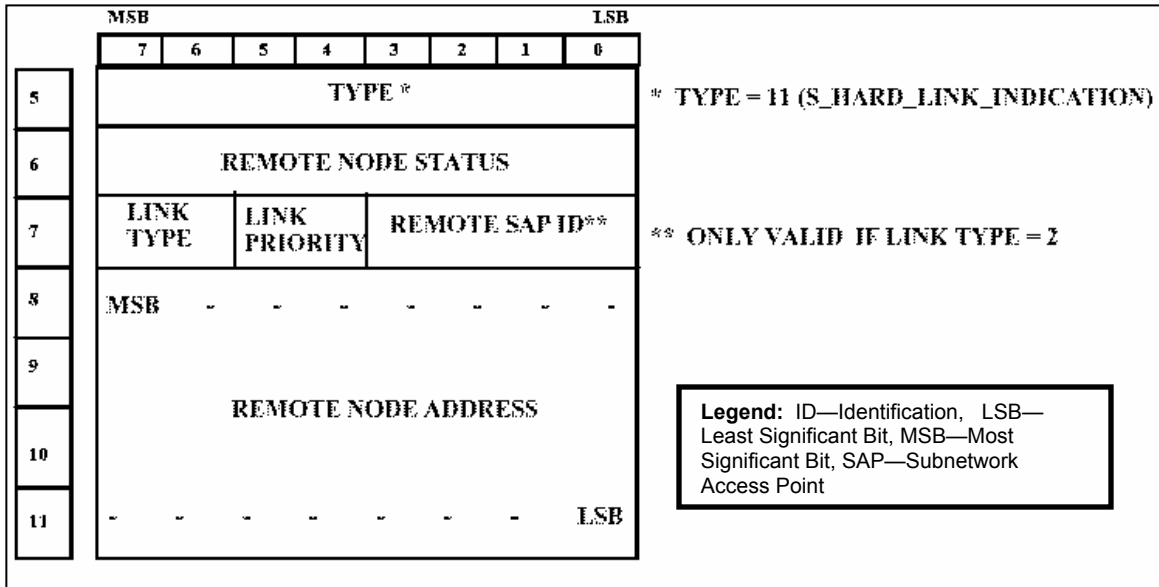 MSB LSB
7 6 5 4 3 2 1 0
5 TYPE * * TYPE = 11 (S_HARD_LINK_INDICATION)
6 REMOTE NODE STATUS
7 LINK TYPE LINK PRIORITY REMOTE SAP ID** ** ONLY VALID IF LINK TYPE = 2
8 MSB - - - - - - -
9
REMOTE NODE ADDRESS
10
11 - - - - - - - LSB
Legend: ID—Identification, LSB—
Least Significant Bit, MSB—Most
Significant Bit, SAP—Subnetwork
Access Point